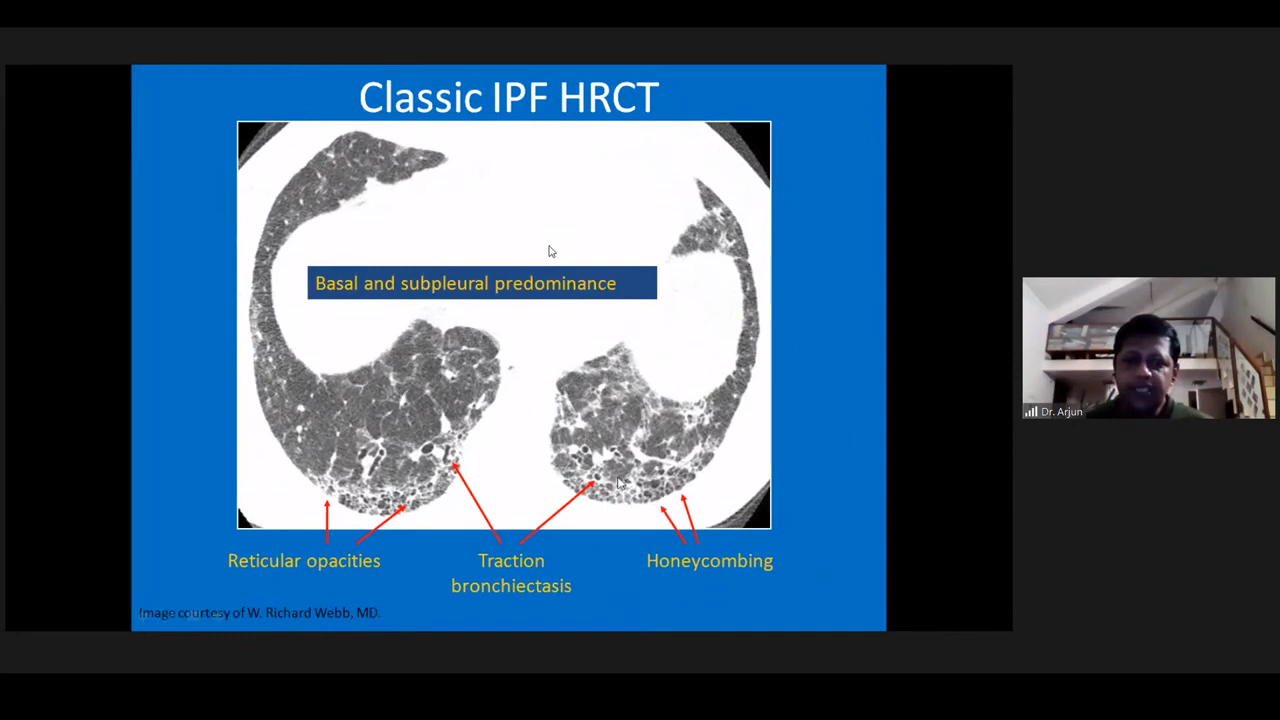 Classic IPF HRCT
Basal and subpleural predominance
Reticular opacities
Traction
bronchiectasis
Honeycombing
Image courtesy of W. Richard Webb, MD.
Dr. Arjun